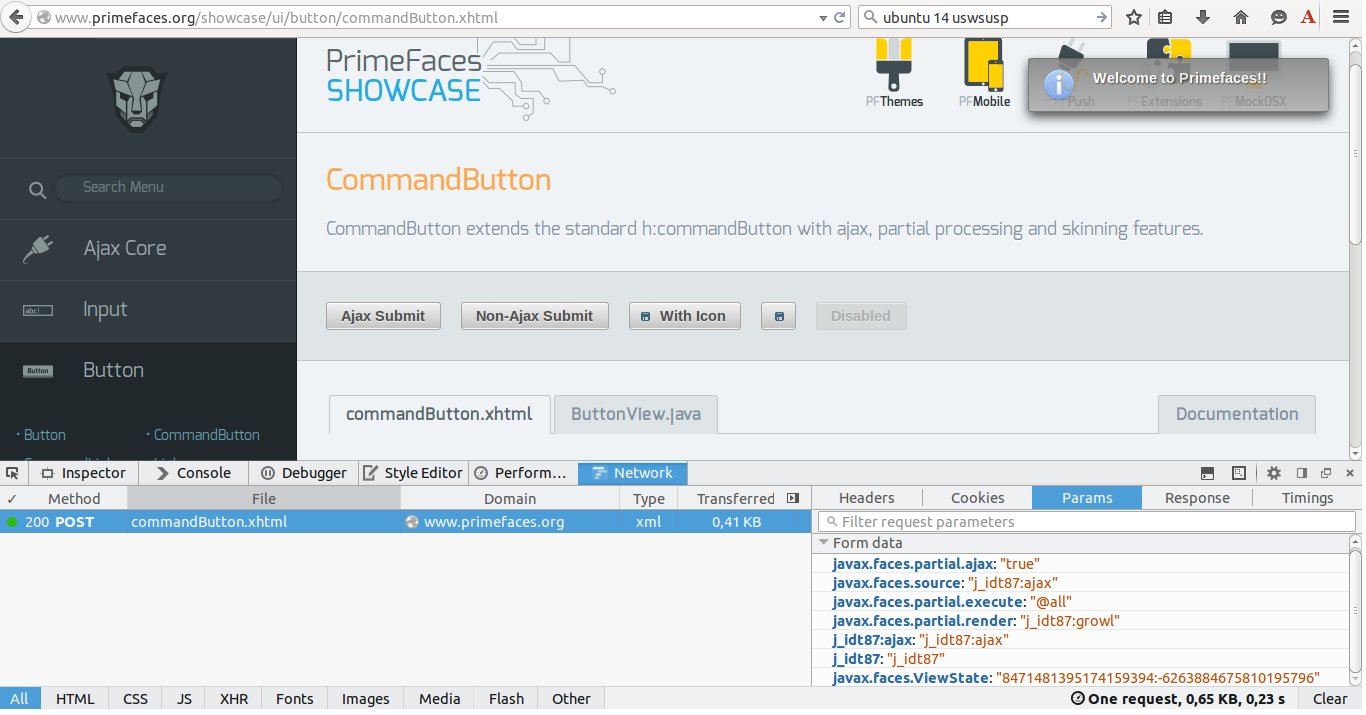 www.primefaces.org/showcase/ui/button/commandButton.xhtml
ubuntu 14 uswsusp
A
PrimeFaces
SHOWCASE
PFThemes
PFMobile
PFPush
PFExtensions
PFMockOSX
Welcome to Primefaces!!
Search Menu
Ajax Core
abc
Input
Button
Button
· Button
· CommandButton
CommandButton
CommandButton extends the standard h:commandButton with ajax, partial processing and skinning features.
Ajax Submit
Non-Ajax Submit
With Icon
Disabled
commandButton.xhtml
ButtonView.java
Documentation
Inspector
Console
Debugger
Style Editor
Perform…
Network
✓ Method File Domain Type Transferred
200 POST commandButton.xhtml www.primefaces.org xml 0,41 KB
Headers Cookies Params Response Timings
Filter request parameters
Form data
javax.faces.partial.ajax: "true"
javax.faces.source: "j_idt87:ajax"
javax.faces.partial.execute: "@all"
javax.faces.partial.render: "j_idt87:growl"
j_idt87:ajax: "j_idt87:ajax"
j_idt87: "j_idt87"
javax.faces.ViewState: "8471481395174159394:-6263884675810195796"
All HTML CSS JS XHR Fonts Images Media Flash Other
One request, 0,65 KB, 0,23 s
Clear